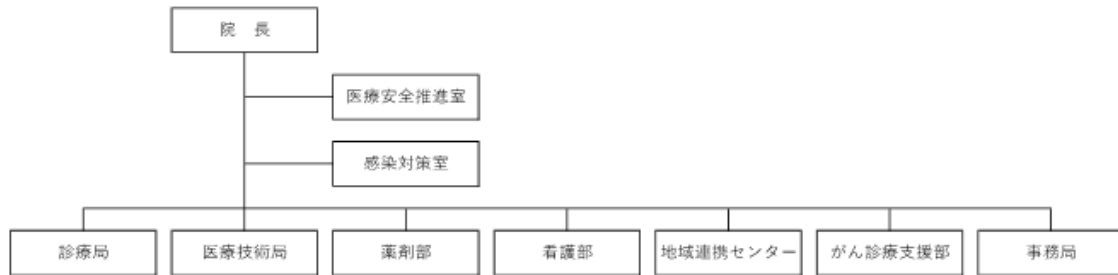 院　長
医療安全推進室
感染対策室
診療局
医療技術局
薬剤部
看護部
地域連携センター
がん診療支援部
事務局